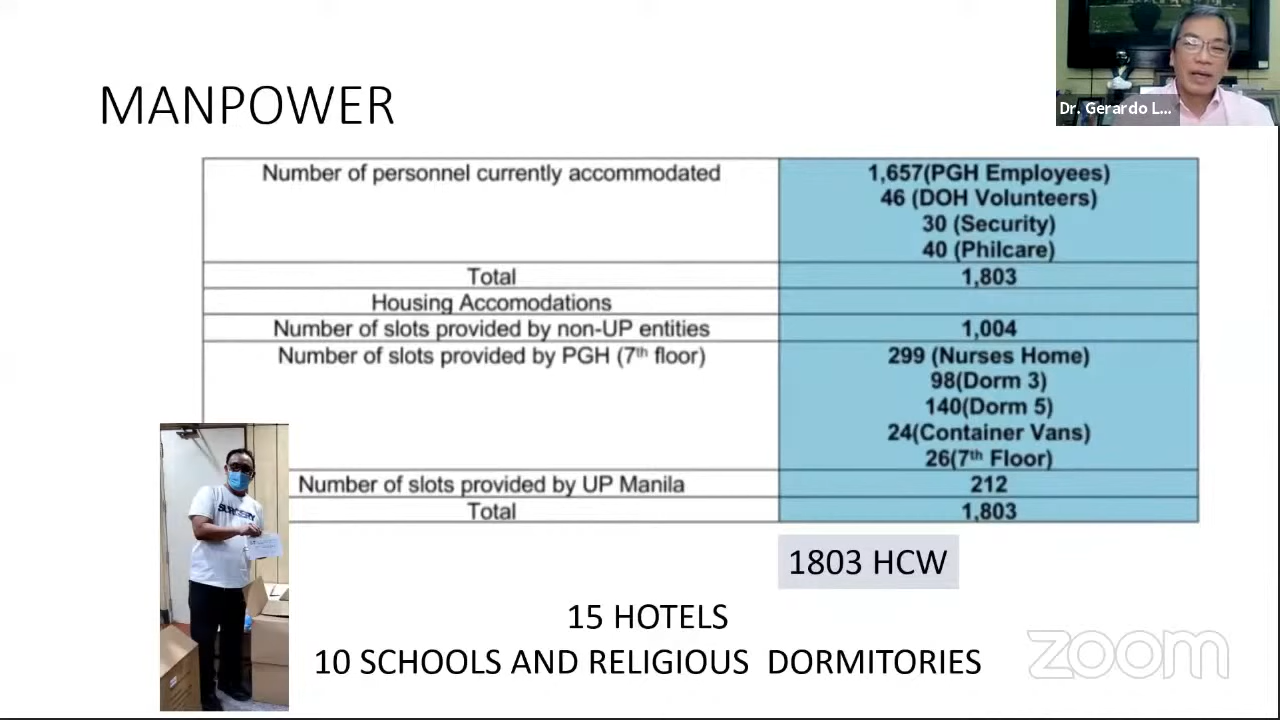 Dr. Gerardo L...
MANPOWER
Number of personnel currently accommodated
1,657(PGH Employees)
46 (DOH Volunteers)
30 (Security)
40 (Philcare)
Total
1,803
Housing Accomodations
Number of slots provided by non-UP entities
1,004
Number of slots provided by PGH (7th floor)
299 (Nurses Home)
98(Dorm 3)
140(Dorm 5)
24(Container Vans)
26(7th Floor)
Number of slots provided by UP Manila
212
Total
1,803
SURGERY
1803 HCW
15 HOTELS
10 SCHOOLS AND RELIGIOUS DORMITORIES
zoom